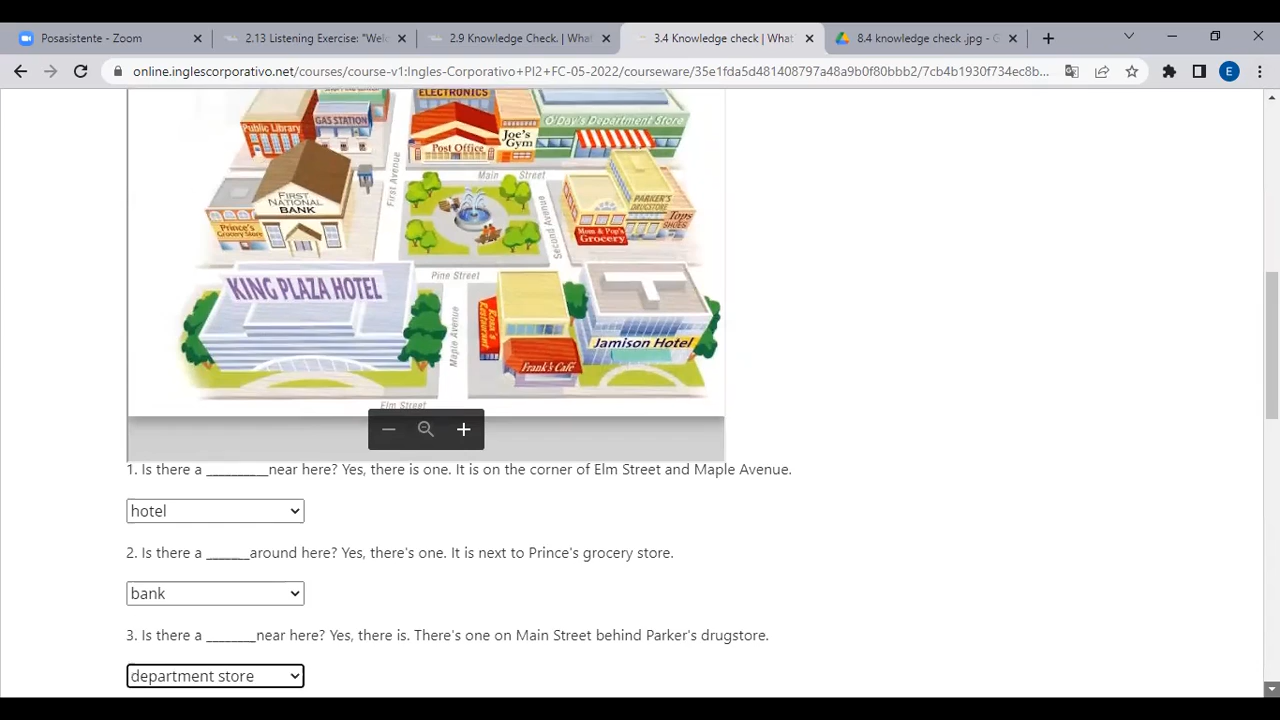 Posasistente - Zoom
2.13 Listening Exercise: "Welc
2.9 Knowledge Check. | What
3.4 Knowledge check | What
8.4 knowledge check .jpg - G
online.inglescorporativo.net/courses/course-v1:Ingles-Corporativo+PI2+FC-05-2022/courseware/35e1fda5d481408797a48a9b0f80bbb2/7cb4b1930f734ec8b...
E
ELECTRONICS
Public Library
GAS STATION
Post Office
Joe's
Gym
O'Day's Department Store
Main Street
First Avenue
Second Avenue
FIRST
NATIONAL
BANK
Prince's
Grocery Store
PARKER'S
DRUGSTORE
Tops
SHOES
Mom & Pop's
Grocery
Pine Street
KING PLAZA HOTEL
Maple Avenue
Restaurant
Frank's Café
Jamison Hotel
Elm Street
1. Is there a _________near here? Yes, there is one. It is on the corner of Elm Street and Maple Avenue.
hotel
2. Is there a ______around here? Yes, there's one. It is next to Prince's grocery store.
bank
3. Is there a _______near here? Yes, there is. There's one on Main Street behind Parker's drugstore.
department store